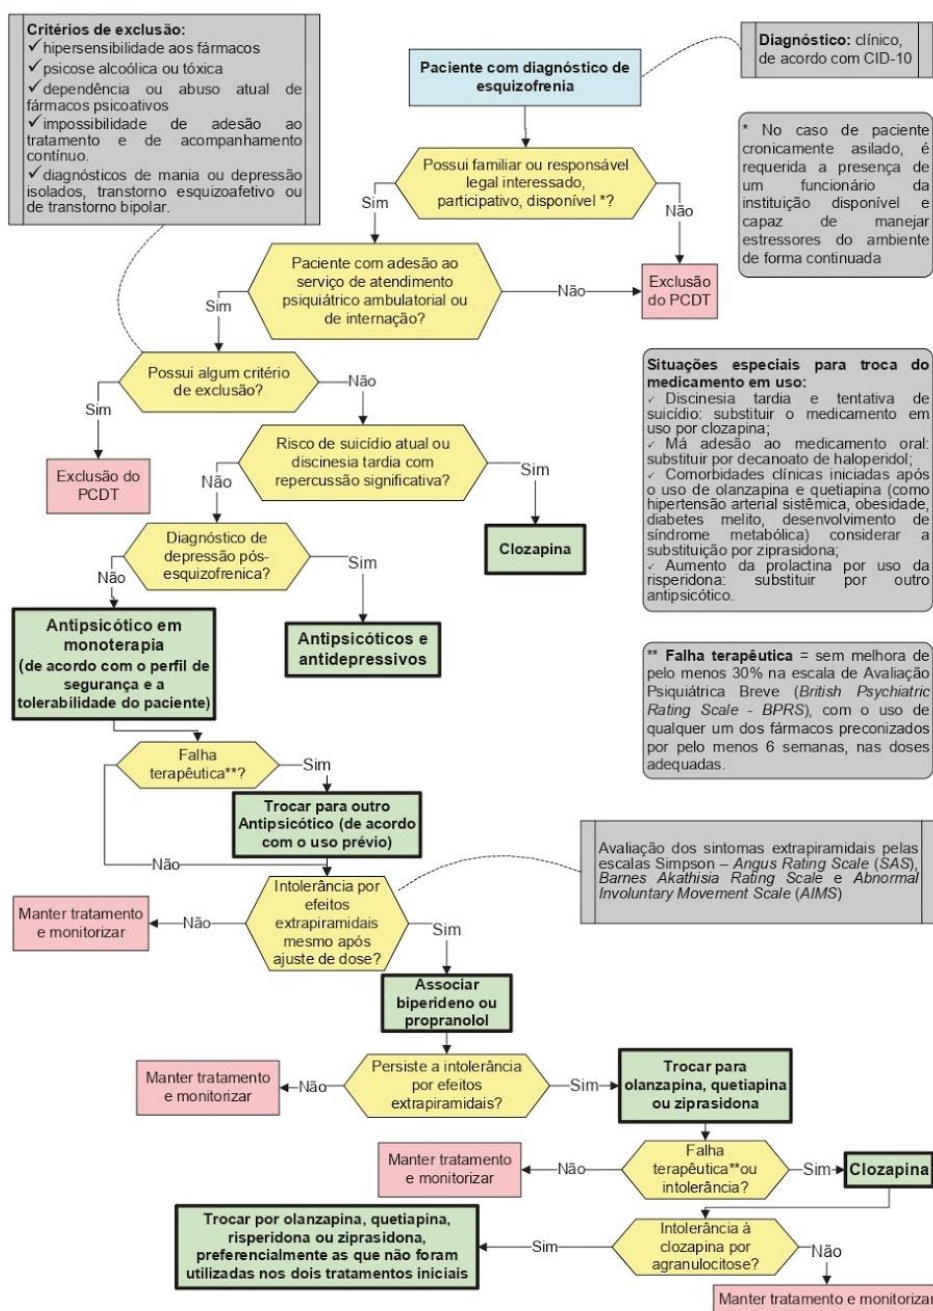 Critérios de exclusão:
✓hipersensibilidade aos fármacos
✓psicose alcoólica ou tóxica
✓dependência ou abuso atual de
fármacos psicoativos
✓impossibilidade de adesão ao
tratamento e de acompanhamento
contínuo.
✓diagnósticos de mania ou depressão
isolados, transtorno esquizoafetivo ou
de transtorno bipolar.
Paciente com diagnóstico de
esquizofrenia
Diagnóstico: clínico,
de acordo com CID-10
* No caso de paciente
cronicamente asilado, é
requerida a presença de
um funcionário da
instituição disponível e
capaz de manejar
estressores do ambiente
de forma continuada
Possui familiar ou responsável
legal interessado,
participativo, disponível *?
Sim
Não
Paciente com adesão ao
serviço de atendimento
psiquiátrico ambulatorial ou
de internação?
Não
Exclusão
do PCDT
Sim
Possui algum critério
de exclusão?
Não
Sim
Exclusão do
PCDT
Risco de suicídio atual ou
discinesia tardia com
repercussão significativa?
Sim
Não
Clozapina
Situações especiais para troca do
medicamento em uso:
✓ Discinesia tardia e tentativa de
suicídio: substituir o medicamento em
uso por clozapina;
✓ Má adesão ao medicamento oral:
substituir por decanoato de haloperidol;
✓ Comorbidades clínicas iniciadas após
o uso de olanzapina e quetiapina (como
hipertensão arterial sistêmica, obesidade,
diabetes melito, desenvolvimento de
síndrome metabólica) considerar a
substituição por ziprasidona;
✓ Aumento da prolactina por uso da
risperidona: substituir por outro
antipsicótico.
Diagnóstico de
depressão pós-
esquizofrenica?
Não
Sim
Antipsicótico em
monoterapia
(de acordo com o perfil de
segurança e a
tolerabilidade do paciente)
Antipsicóticos e
antidepressivos
** Falha terapêutica = sem melhora de
pelo menos 30% na escala de Avaliação
Psiquiátrica Breve (British Psychiatric
Rating Scale - BPRS), com o uso de
qualquer um dos fármacos preconizados
por pelo menos 6 semanas, nas doses
adequadas.
Falha
terapêutica**?
Sim
Trocar para outro
Antipsicótico (de acordo
com o uso prévio)
Não
Avaliação dos sintomas extrapiramidais pelas
escalas Simpson – Angus Rating Scale (SAS),
Barnes Akathisia Rating Scale e Abnormal
Involuntary Movement Scale (AIMS)
Intolerância por
efeitos
extrapiramidais
mesmo após
ajuste de dose?
Não
Manter tratamento
e monitorizar
Sim
Associar
biperideno ou
propranolol
Persiste a intolerância
por efeitos
extrapiramidais?
Não
Manter tratamento
e monitorizar
Sim
Trocar para
olanzapina, quetiapina
ou ziprasidona
Falha
terapêutica**ou
intolerância?
Não
Manter tratamento
e monitorizar
Sim
Clozapina
Intolerância à
clozapina por
agranulocitose?
Sim
Trocar por olanzapina, quetiapina,
risperidona ou ziprasidona,
preferencialmente as que não foram
utilizadas nos dois tratamentos iniciais
Não
Manter tratamento e monitorizar